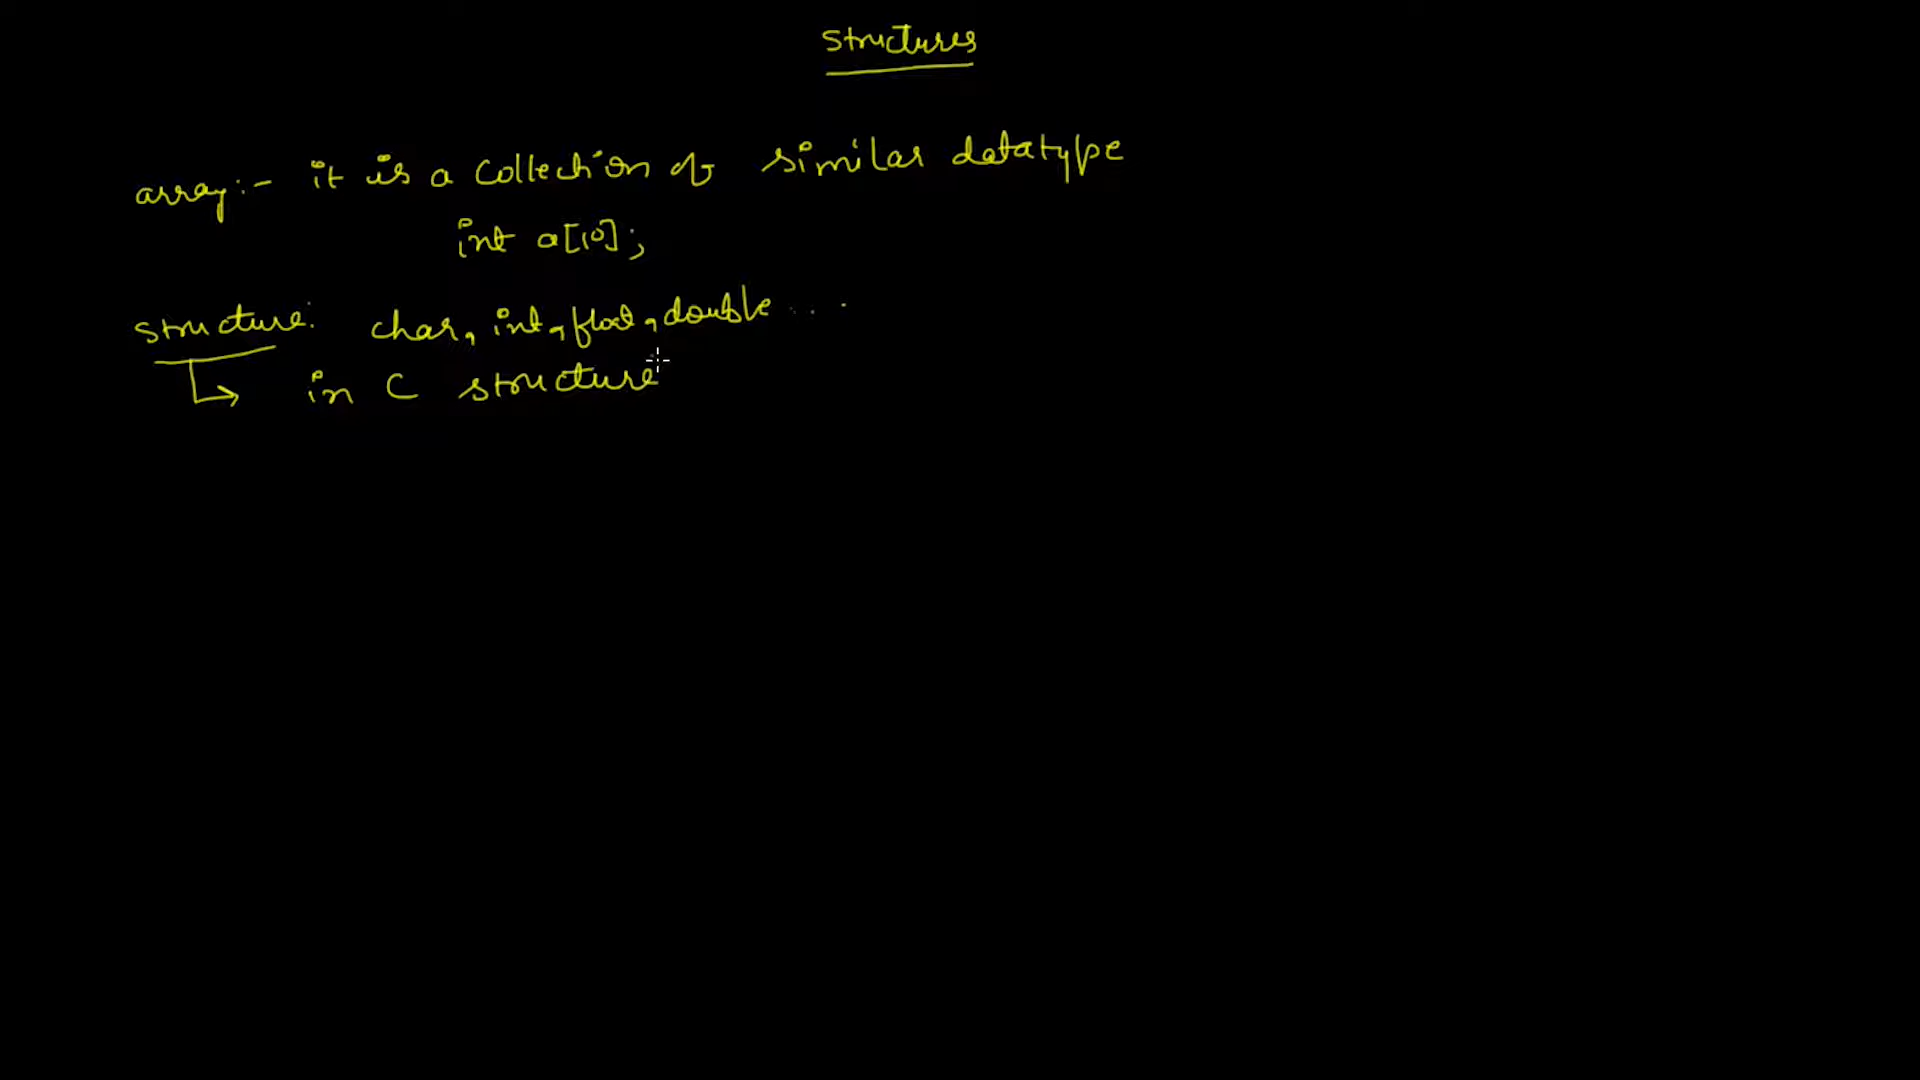 structures
array:- it is a collection of similar datatype
int a[10];
structure: char, int, float, double ...
in C structure